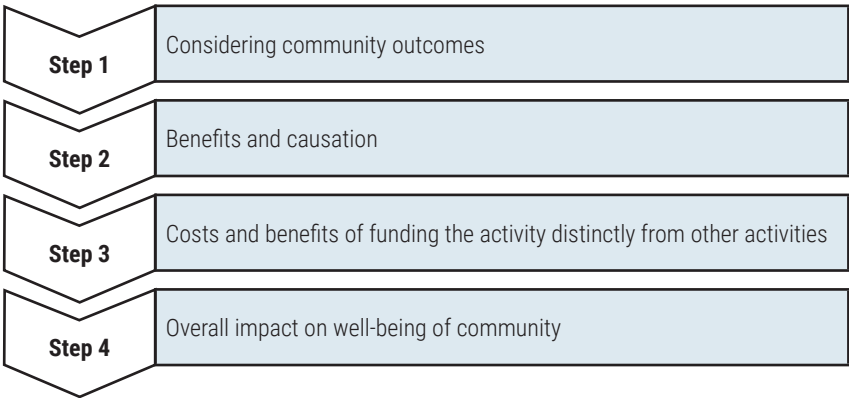 Step 1
Considering community outcomes
Step 2
Benefits and causation
Step 3
Costs and benefits of funding the activity distinctly from other activities
Step 4
Overall impact on well-being of community